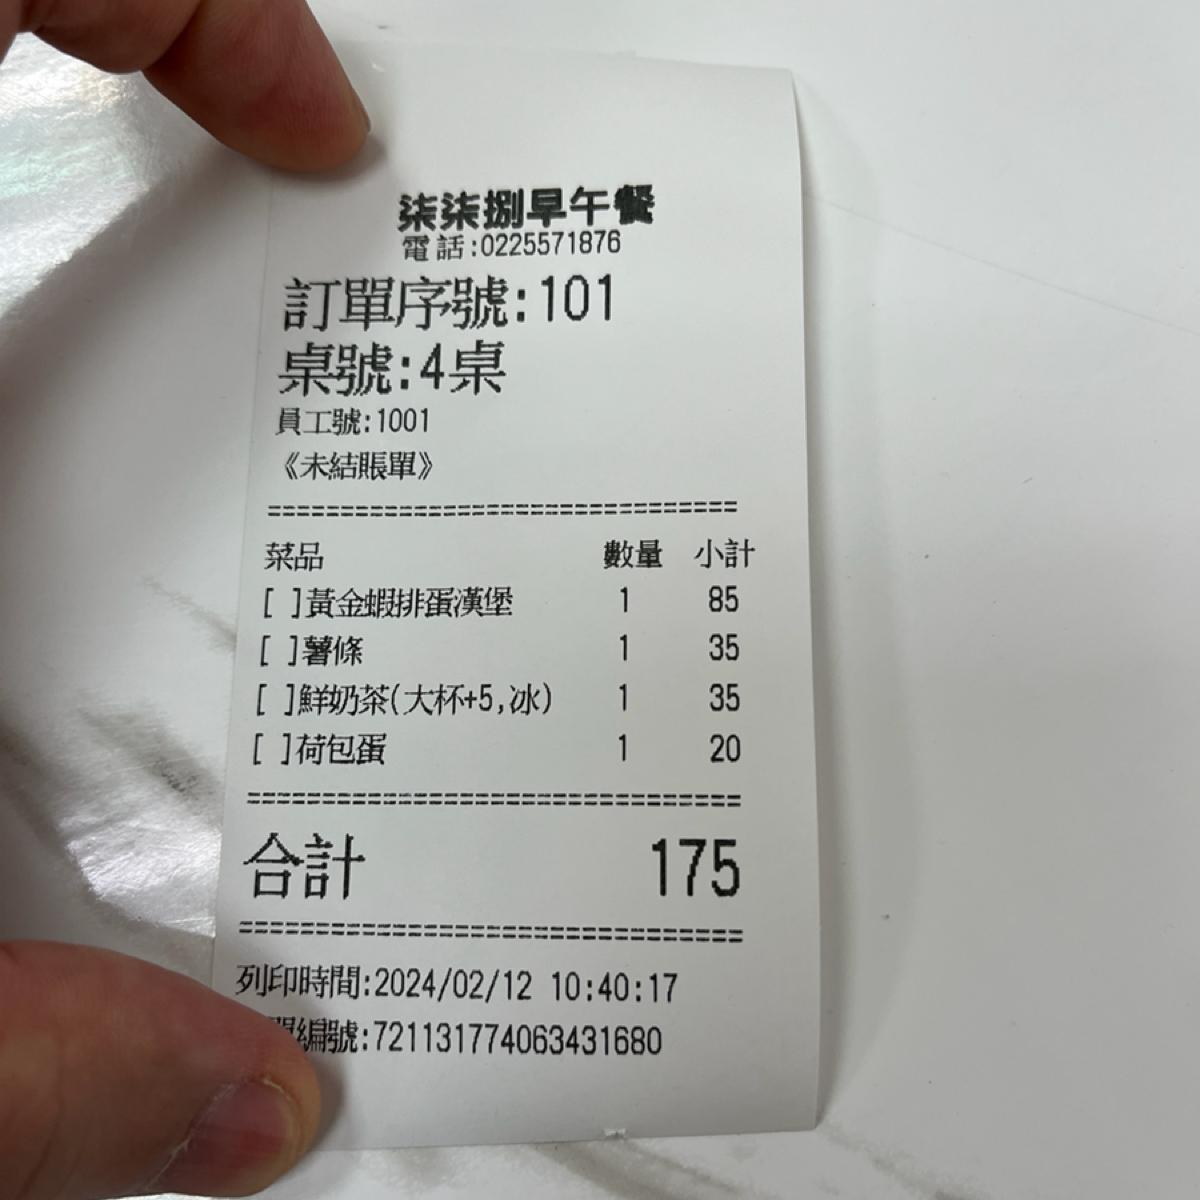 柒柒捌早午餐
電話:0225571876
訂單序號:101
桌號:4桌
員工號:1001
《未結賬單》
================================
菜品 數量 小計
[ ]黃金蝦排蛋漢堡 1 85
[ ]薯條 1 35
[ ]鮮奶茶(大杯+5,冰) 1 35
[ ]荷包蛋 1 20
================================
合計 175
================================
列印時間:2024/02/12 10:40:17
單編號:721131774063431680